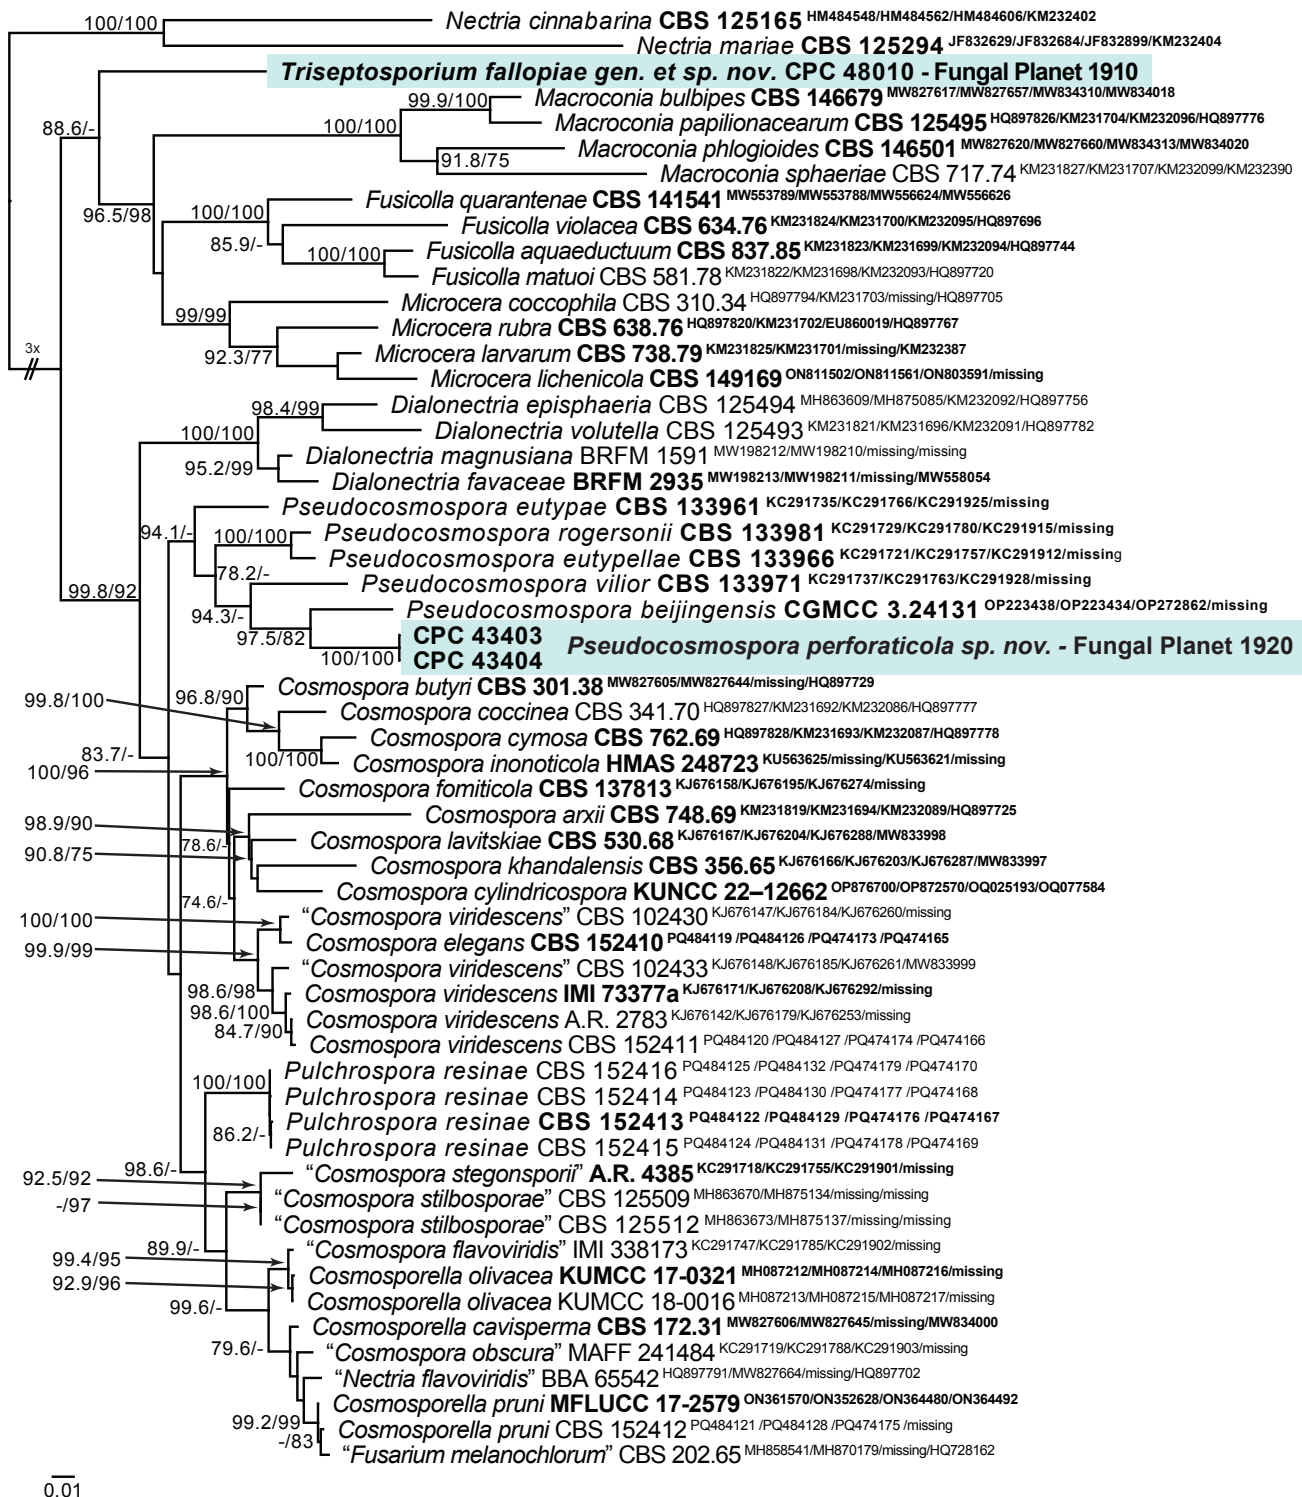 100/100
Nectria cinnabarina CBS 125165 HM484548/HM484562/HM484606/KM232402
Nectria mariae CBS 125294 JF832629/JF832684/JF832899/KM232404
Triseptosporium fallopiae gen. et sp. nov. CPC 48010 - Fungal Planet 1910
88.6/-
99.9/100
Macroconia bulbipes CBS 146679 MW827617/MW827657/MW834310/MW834018
100/100
Macroconia papilionacearum CBS 125495 HQ897826/KM231704/KM232096/HQ897776
Macroconia phlogioides CBS 146501 MW827620/MW827660/MW834313/MW834020
91.8/75
Macroconia sphaeriae CBS 717.74 KM231827/KM231707/KM232099/KM232390
96.5/98
100/100
Fusicolla quarantenae CBS 141541 MW553789/MW553788/MW556624/MW556626
Fusicolla violacea CBS 634.76 KM231824/KM231700/KM232095/HQ897696
85.9/-
100/100
Fusicolla aquaeductuum CBS 837.85 KM231823/KM231699/KM232094/HQ897744
Fusicolla matuoi CBS 581.78 KM231822/KM231698/KM232093/HQ897720
Microcera coccophila CBS 310.34 HQ897794/KM231703/missing/HQ897705
99/99
Microcera rubra CBS 638.76 HQ897820/KM231702/EU860019/HQ897767
92.3/77
Microcera larvarum CBS 738.79 KM231825/KM231701/missing/KM232387
3x
Microcera lichenicola CBS 149169 ON811502/ON811561/ON803591/missing
98.4/99
Dialonectria episphaeria CBS 125494 MH863609/MH875085/KM232092/HQ897756
100/100
Dialonectria volutella CBS 125493 KM231821/KM231696/KM232091/HQ897782
Dialonectria magnusiana BRFM 1591 MW198212/MW198210/missing/missing
95.2/99
Dialonectria favaceae BRFM 2935 MW198213/MW198211/missing/MW558054
Pseudocosmospora eutypae CBS 133961 KC291735/KC291766/KC291925/missing
94.1/-
100/100
Pseudocosmospora rogersonii CBS 133981 KC291729/KC291780/KC291915/missing
Pseudocosmospora eutypellae CBS 133966 KC291721/KC291757/KC291912/missing
78.2/-
Pseudocosmospora vilior CBS 133971 KC291737/KC291763/KC291928/missing
99.8/92
94.3/-
Pseudocosmospora beijingensis CGMCC 3.24131 OP223438/OP223434/OP272862/missing
97.5/82
CPC 43403
Pseudocosmospora perforaticola sp. nov. - Fungal Planet 1920
100/100
CPC 43404
96.8/90
Cosmospora butyri CBS 301.38 MW827605/MW827644/missing/HQ897729
99.8/100
Cosmospora coccinea CBS 341.70 HQ897827/KM231692/KM232086/HQ897777
Cosmospora cymosa CBS 762.69 HQ897828/KM231693/KM232087/HQ897778
83.7/-
100/100
Cosmospora inonoticola HMAS 248723 KU563625/missing/KU563621/missing
100/96
Cosmospora fomiticola CBS 137813 KJ676158/KJ676195/KJ676274/missing
Cosmospora arxii CBS 748.69 KM231819/KM231694/KM232089/HQ897725
98.9/90
78.6/-
Cosmospora lavitskiae CBS 530.68 KJ676167/KJ676204/KJ676288/MW833998
90.8/75
Cosmospora khandalensis CBS 356.65 KJ676166/KJ676203/KJ676287/MW833997
74.6/-
Cosmospora cylindricospora KUNCC 22–12662 OP876700/OP872570/OQ025193/OQ077584
100/100
“Cosmospora viridescens” CBS 102430 KJ676147/KJ676184/KJ676260/missing
99.9/99
Cosmospora elegans CBS 152410 PQ484119 /PQ484126 /PQ474173 /PQ474165
“Cosmospora viridescens” CBS 102433 KJ676148/KJ676185/KJ676261/MW833999
98.6/98
Cosmospora viridescens IMI 73377a KJ676171/KJ676208/KJ676292/missing
98.6/100
Cosmospora viridescens A.R. 2783 KJ676142/KJ676179/KJ676253/missing
84.7/90
Cosmospora viridescens CBS 152411 PQ484120 /PQ484127 /PQ474174 /PQ474166
100/100
Pulchrospora resinae CBS 152416 PQ484125 /PQ484132 /PQ474179 /PQ474170
Pulchrospora resinae CBS 152414 PQ484123 /PQ484130 /PQ474177 /PQ474168
Pulchrospora resinae CBS 152413 PQ484122 /PQ484129 /PQ474176 /PQ474167
86.2/-
Pulchrospora resinae CBS 152415 PQ484124 /PQ484131 /PQ474178 /PQ474169
98.6/-
92.5/92
“Cosmospora stegonsporii” A.R. 4385 KC291718/KC291755/KC291901/missing
-/97
“Cosmospora stilbosporae” CBS 125509 MH863670/MH875134/missing/missing
“Cosmospora stilbosporae” CBS 125512 MH863673/MH875137/missing/missing
89.9/-
99.4/95
“Cosmospora flavoviridis” IMI 338173 KC291747/KC291785/KC291902/missing
92.9/96
Cosmosporella olivacea KUMCC 17-0321 MH087212/MH087214/MH087216/missing
Cosmosporella olivacea KUMCC 18-0016 MH087213/MH087215/MH087217/missing
99.6/-
Cosmosporella cavisperma CBS 172.31 MW827606/MW827645/missing/MW834000
79.6/-
“Cosmospora obscura” MAFF 241484 KC291719/KC291788/KC291903/missing
“Nectria flavoviridis” BBA 65542 HQ897791/MW827664/missing/HQ897702
Cosmosporella pruni MFLUCC 17-2579 ON361570/ON352628/ON364480/ON364492
99.2/99
Cosmosporella pruni CBS 152412 PQ484121 /PQ484128 /PQ474175 /missing
-/83
“Fusarium melanochlorum” CBS 202.65 MH858541/MH870179/missing/HQ728162
0.01